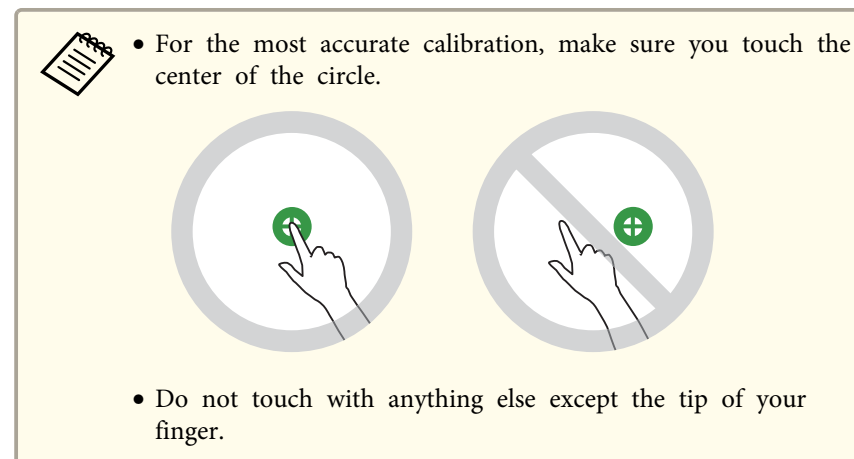 • For the most accurate calibration, make sure you touch the
center of the circle.
• Do not touch with anything else except the tip of your
finger.